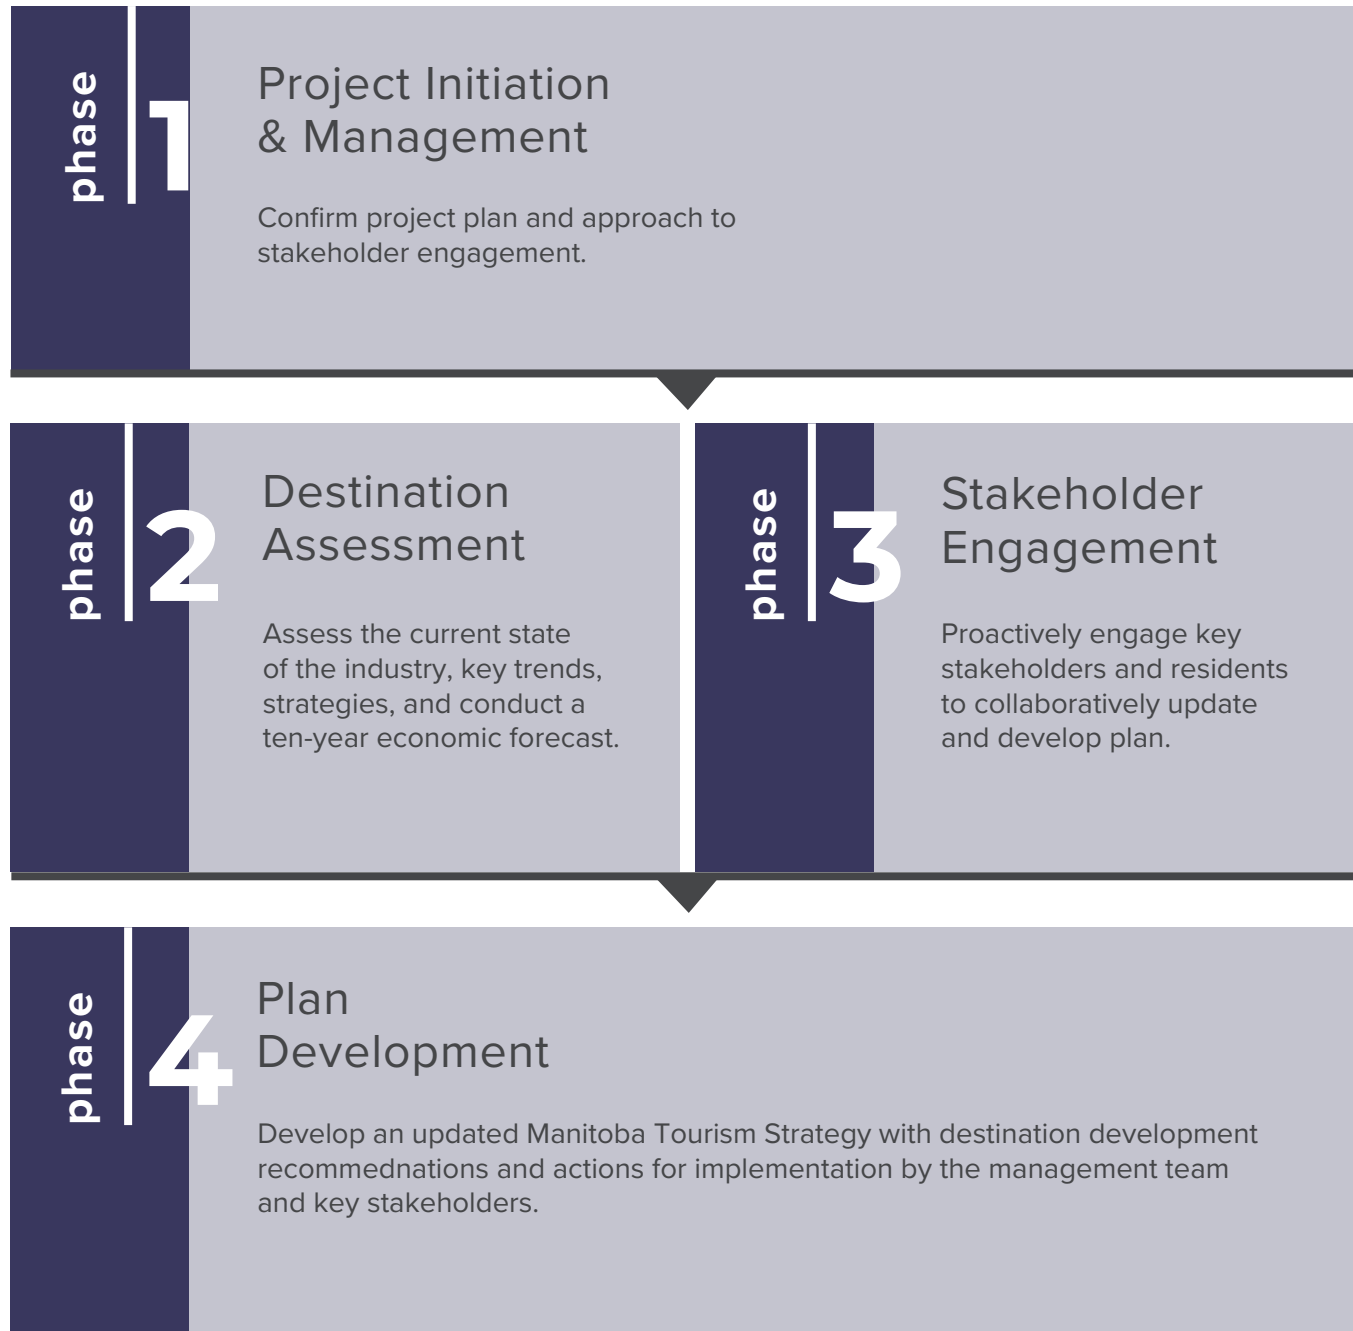 phase
1
Project Initiation
& Management
Confirm project plan and approach to
stakeholder engagement.
phase
2
Destination
Assessment
Assess the current state
of the industry, key trends,
strategies, and conduct a
ten-year economic forecast.
phase
3
Stakeholder
Engagement
Proactively engage key
stakeholders and residents
to collaboratively update
and develop plan.
phase
4
Plan
Development
Develop an updated Manitoba Tourism Strategy with destination development
recommednations and actions for implementation by the management team
and key stakeholders.